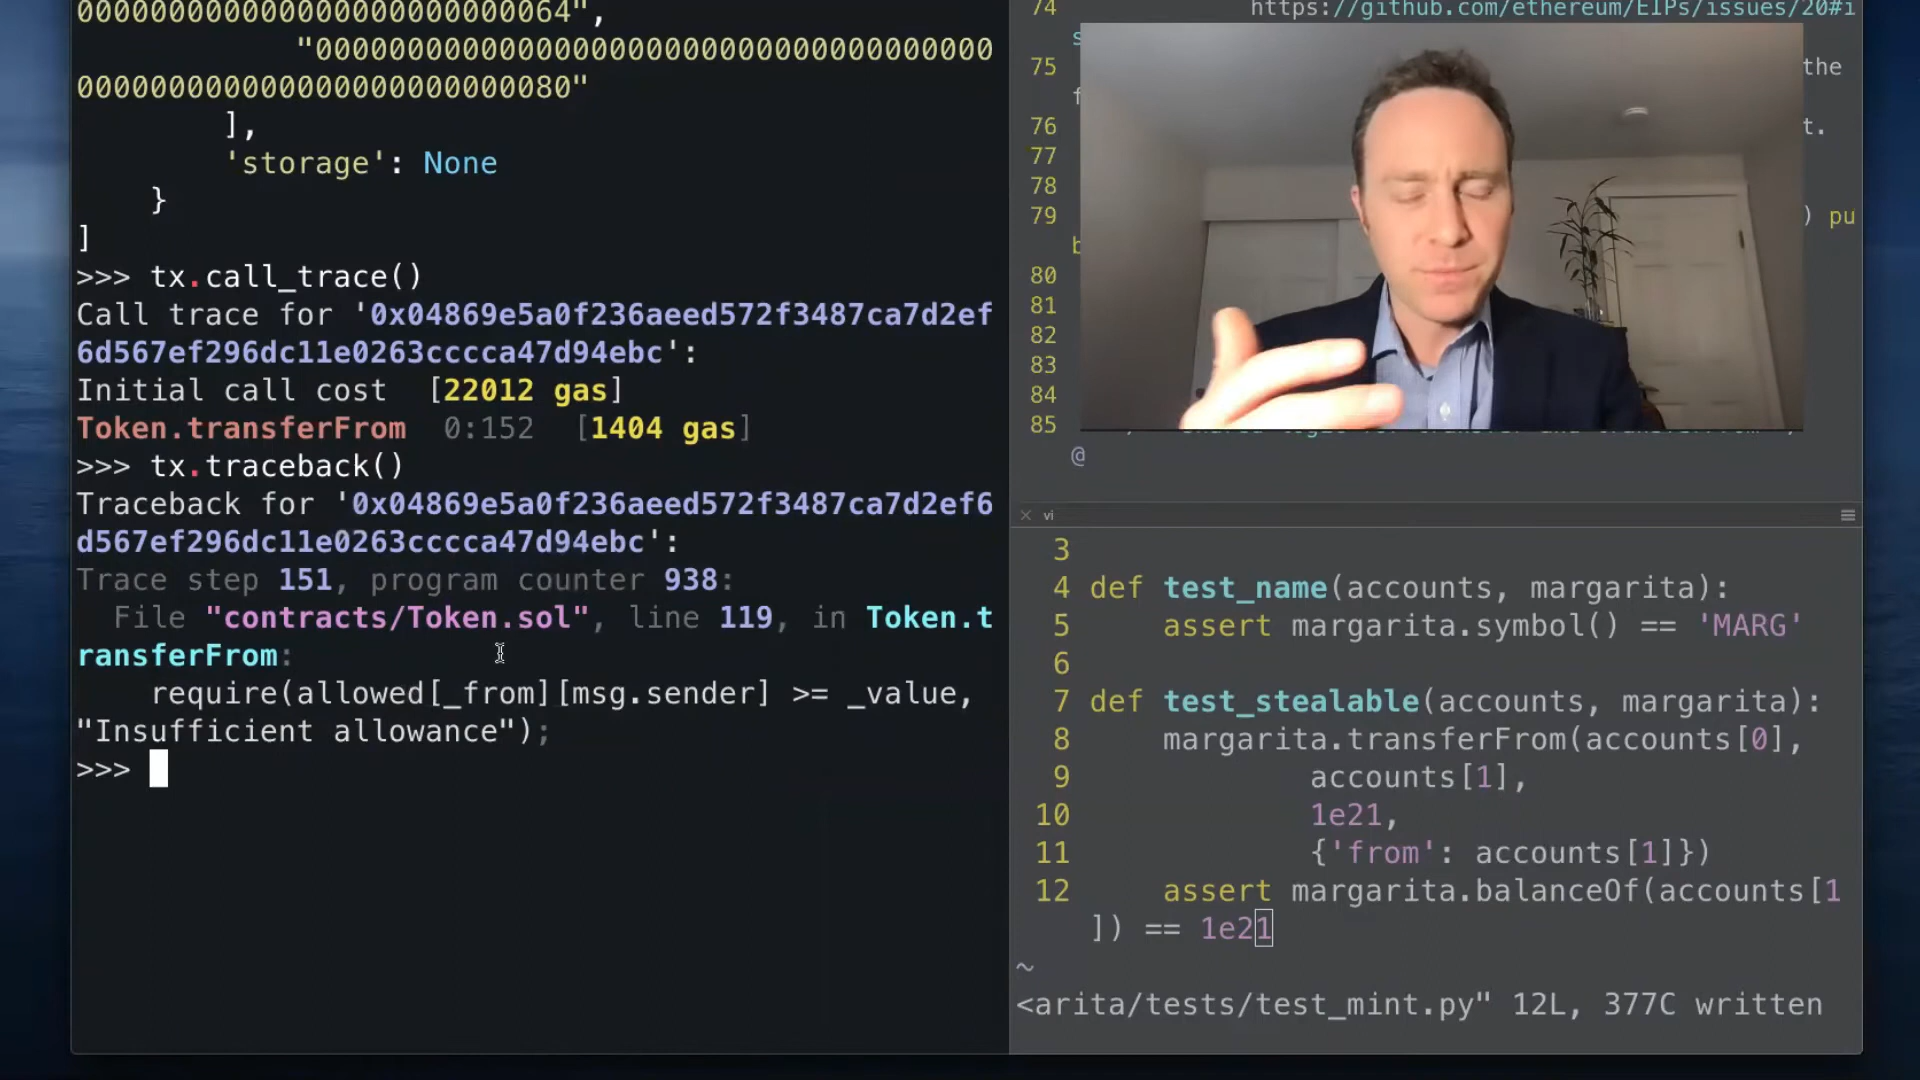 00000000000000000000000064",
"0000000000000000000000000000000000000
000000000000000000000000080"
],
'storage': None
}
]
>>> tx.call_trace()
Call trace for '0x04869e5a0f236aeed572f3487ca7d2ef
6d567ef296dc11e0263cccca47d94ebc':
Initial call cost [22012 gas]
Token.transferFrom 0:152 [1404 gas]
>>> tx.traceback()
Traceback for '0x04869e5a0f236aeed572f3487ca7d2ef6
d567ef296dc11e0263cccca47d94ebc':
Trace step 151, program counter 938:
File "contracts/Token.sol", line 119, in Token.t
ransferFrom:
require(allowed[_from][msg.sender] >= _value,
"Insufficient allowance");
>>>
74 https://github.com/ethereum/EIPs/issues/20#i
s
75 the
f
76 t.
77
78
79 ) pu
b
80
81
82
83
84
85
@
vi
3
4 def test_name(accounts, margarita):
5 assert margarita.symbol() == 'MARG'
6
7 def test_stealable(accounts, margarita):
8 margarita.transferFrom(accounts[0],
9 accounts[1],
10 1e21,
11 {'from': accounts[1]})
12 assert margarita.balanceOf(accounts[1
]) == 1e21
~
<arita/tests/test_mint.py" 12L, 377C written